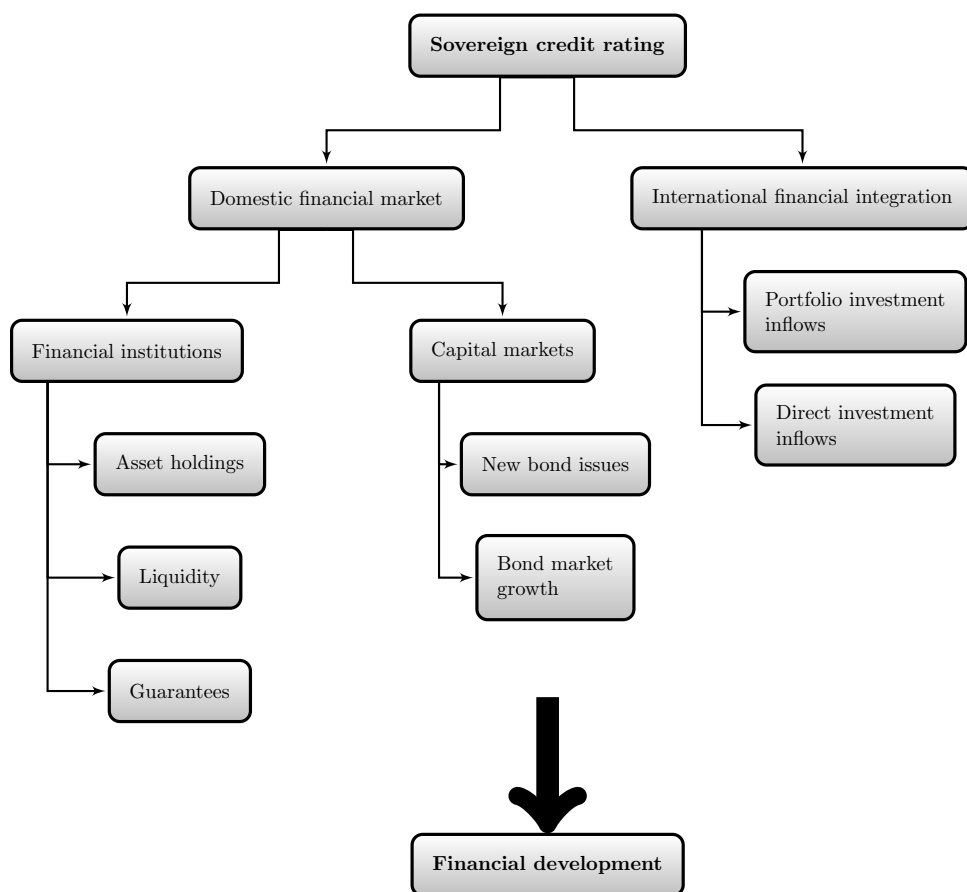 Sovereign credit rating
Domestic financial market
International financial integration
Portfolio investment
inflows
Financial institutions
Capital markets
Direct investment
inflows
Asset holdings
New bond issues
Liquidity
Bond market
growth
Guarantees
Financial development